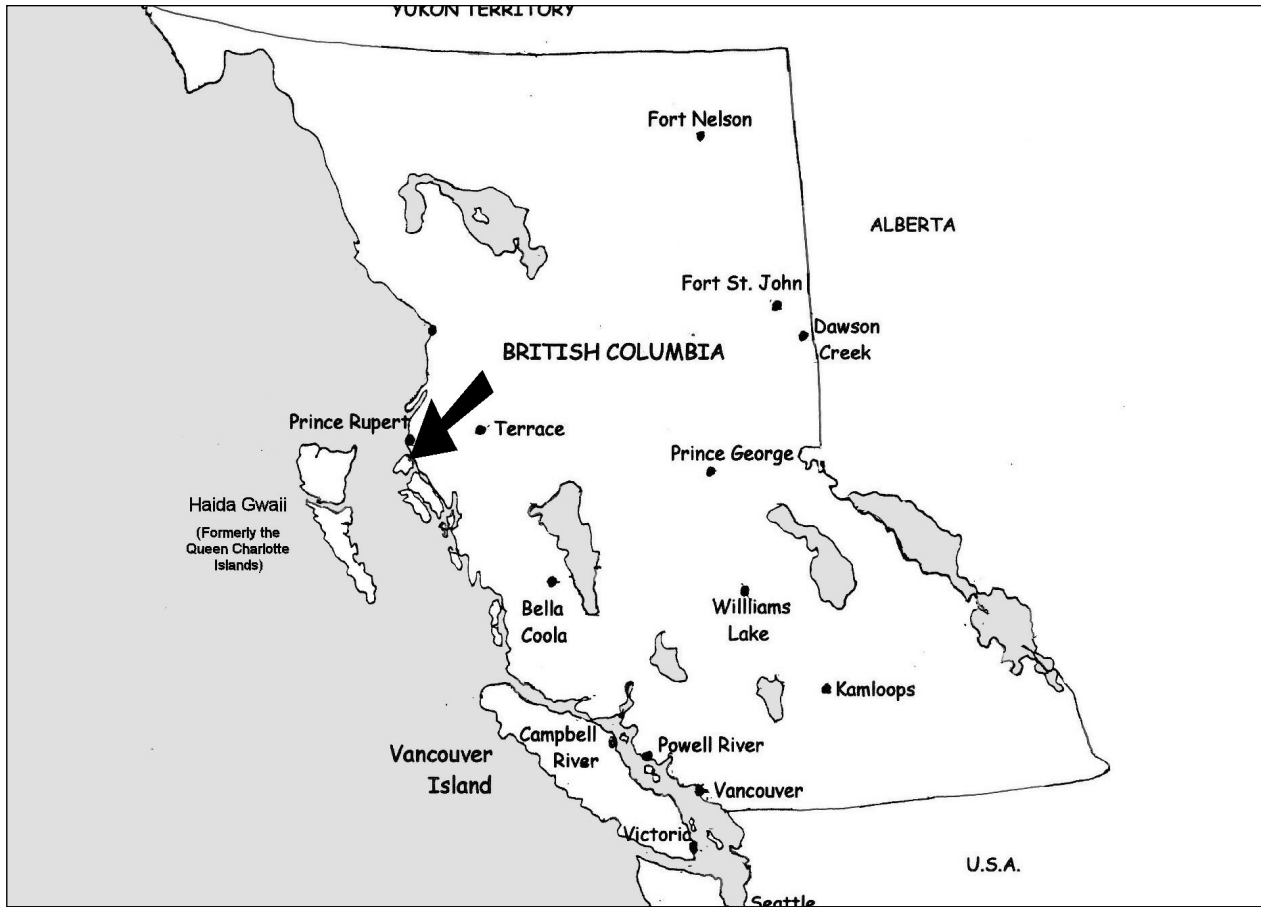 YUKON TERRITORY
Fort Nelson
ALBERTA
Fort St. John
Dawson
Creek
BRITISH COLUMBIA
Prince Rupert
Terrace
Prince George
Haida Gwaii
(Formerly the
Queen Charlotte
Islands)
Bella
Coola
Willliams
Lake
Kamloops
Campbell
River
Powell River
Vancouver
Island
Vancouver
Victoria
U.S.A.
Seattle